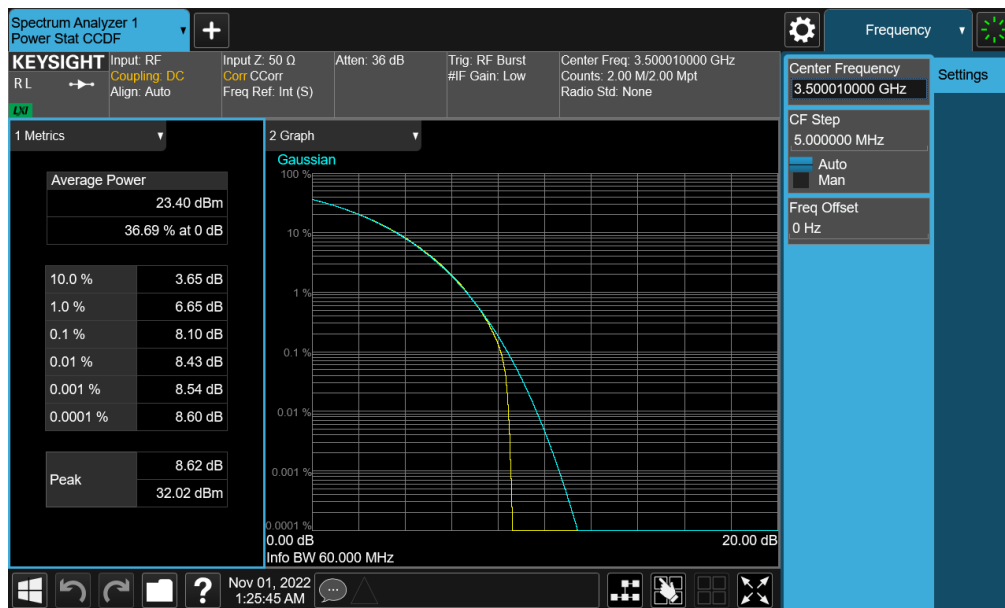 Spectrum Analyzer 1
Power Stat CCDF
Frequency
KEYSIGHT
R L
LXI
Input: RF
Coupling: DC
Align: Auto
Input Z: 50 Ω
Corr CCorr
Freq Ref: Int (S)
Atten: 36 dB
Trig: RF Burst
#IF Gain: Low
Center Freq: 3.500010000 GHz
Counts: 2.00 M/2.00 Mpt
Radio Std: None
Center Frequency
3.500010000 GHz
Settings
CF Step
5.000000 MHz
Auto
Man
Freq Offset
0 Hz
1 Metrics
Average Power
23.40 dBm
36.69 % at 0 dB
10.0 % 3.65 dB
1.0 % 6.65 dB
0.1 % 8.10 dB
0.01 % 8.43 dB
0.001 % 8.54 dB
0.0001 % 8.60 dB
Peak
8.62 dB
32.02 dBm
2 Graph
Gaussian
100 %
10 %
1 %
0.1 %
0.01 %
0.001 %
0.0001 %
0.00 dB 20.00 dB
Info BW 60.000 MHz
?
Nov 01, 2022
1:25:45 AM